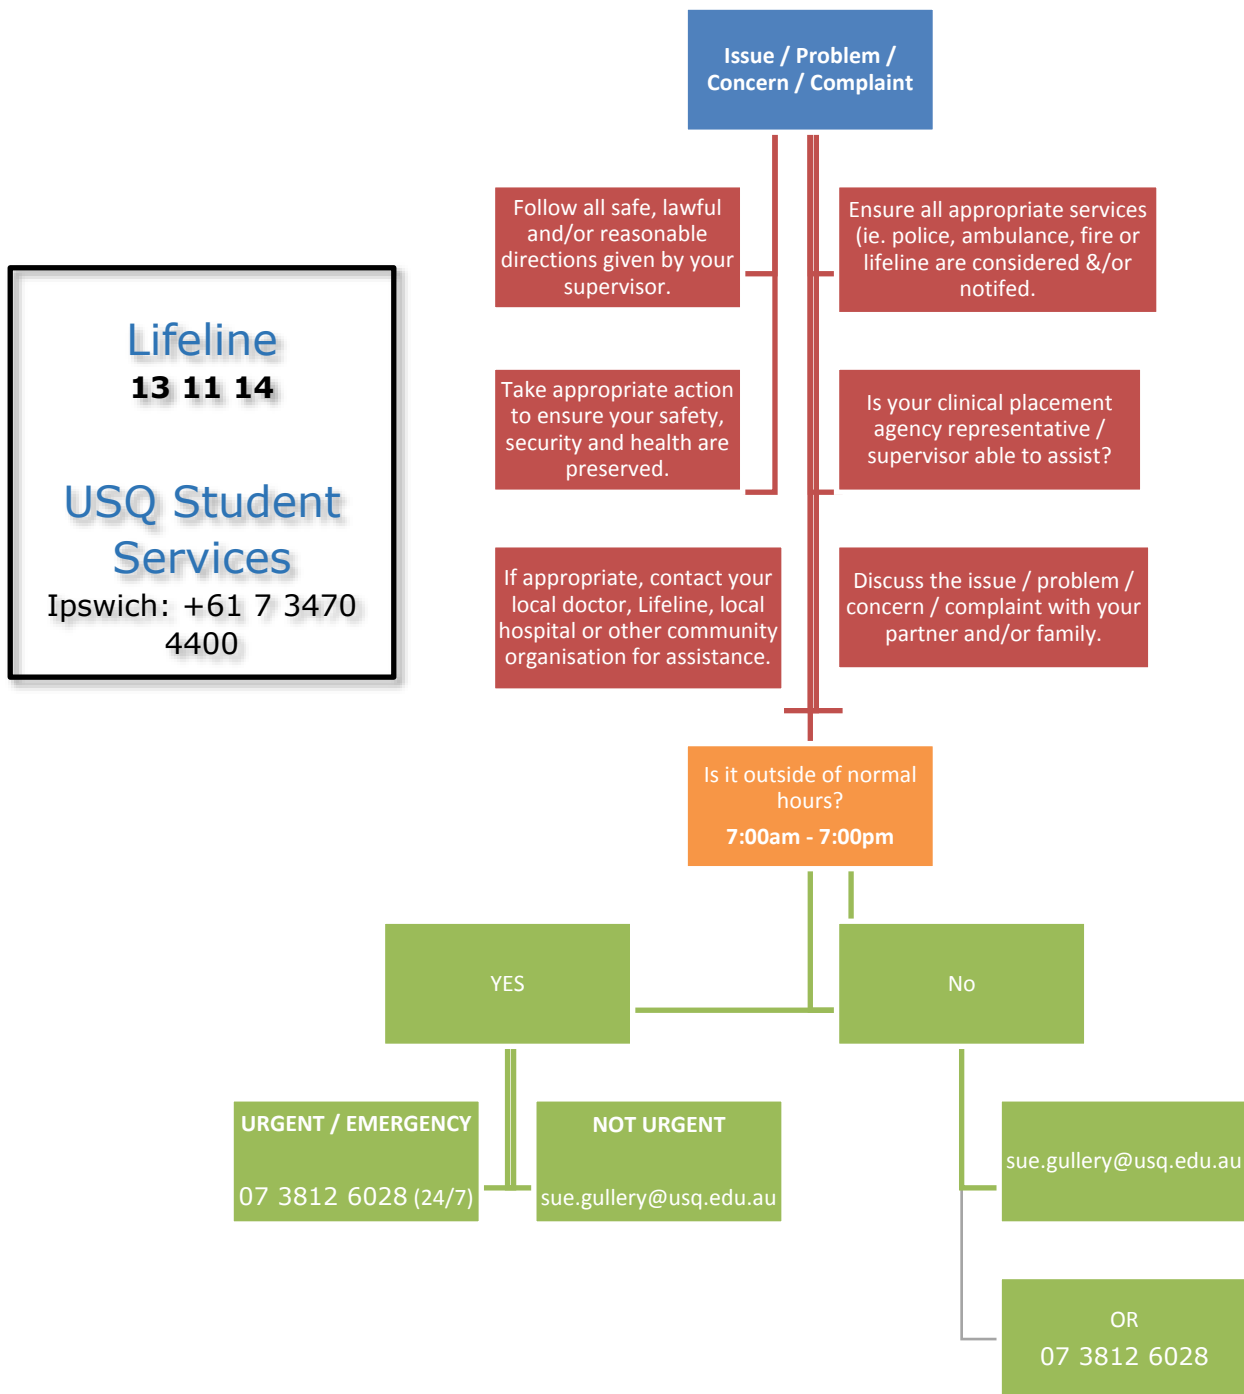 Issue / Problem /
Concern / Complaint
Follow all safe, lawful
and/or reasonable
directions given by your
supervisor.
Ensure all appropriate services
(ie. police, ambulance, fire or
lifeline are considered &/or
notifed.
Lifeline
13 11 14
USQ Student
Services
Ipswich: +61 7 3470
4400
Take appropriate action
to ensure your safety,
security and health are
preserved.
Is your clinical placement
agency representative /
supervisor able to assist?
If appropriate, contact your
local doctor, Lifeline, local
hospital or other community
organisation for assistance.
Discuss the issue / problem /
concern / complaint with your
partner and/or family.
Is it outside of normal
hours?
7:00am - 7:00pm
YES
No
URGENT / EMERGENCY
07 3812 6028 (24/7)
NOT URGENT
sue.gullery@usq.edu.au
sue.gullery@usq.edu.au
OR
07 3812 6028